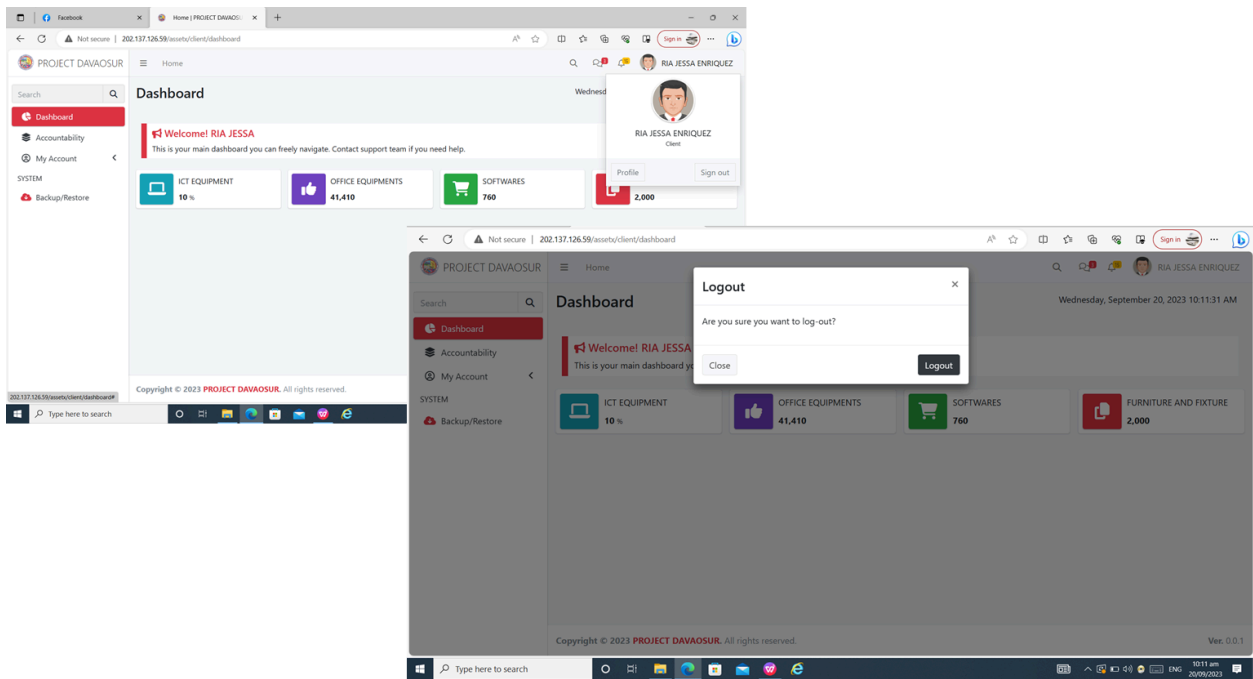 Facebook
Home | PROJECT DAVAOSU
Not secure | 202.137.126.59/assets/client/dashboard
Sign in
PROJECT DAVAOSUR
Home
RIA JESSA ENRIQUEZ
Search
Dashboard
Accountability
My Account
SYSTEM
Backup/Restore
Dashboard
Wednesd
Welcome! RIA JESSA
This is your main dashboard you can freely navigate. Contact support team if you need help.
ICT EQUIPMENT
10 %
OFFICE EQUIPMENTS
41,410
SOFTWARES
760
2,000
RIA JESSA ENRIQUEZ
Client
Profile
Sign out
Copyright © 2023 PROJECT DAVAOSUR. All rights reserved.
202.137.126.59/assets/client/dashboard#
Type here to search
Not secure | 202.137.126.59/assets/client/dashboard
Sign in
PROJECT DAVAOSUR
Home
RIA JESSA ENRIQUEZ
Search
Dashboard
Accountability
My Account
SYSTEM
Backup/Restore
Dashboard
Wednesday, September 20, 2023 10:11:31 AM
Welcome! RIA JESSA
This is your main dashboard yo
Logout
×
Are you sure you want to log-out?
Close
Logout
ICT EQUIPMENT
10 %
OFFICE EQUIPMENTS
41,410
SOFTWARES
760
FURNITURE AND FIXTURE
2,000
Copyright © 2023 PROJECT DAVAOSUR. All rights reserved.
Ver. 0.0.1
Type here to search
ENG
10:11 am
20/09/2023